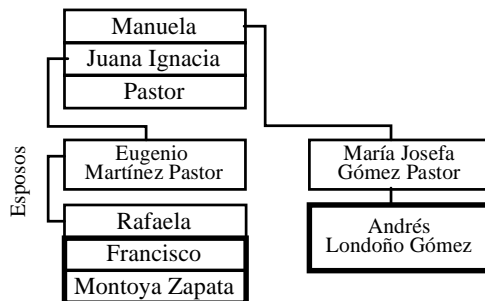 Manuela
Juana Ignacia
Pastor
Esposos
Eugenio
Martínez Pastor
María Josefa
Gómez Pastor
Rafaela
Francisco
Montoya Zapata
Andrés
Londoño Gómez